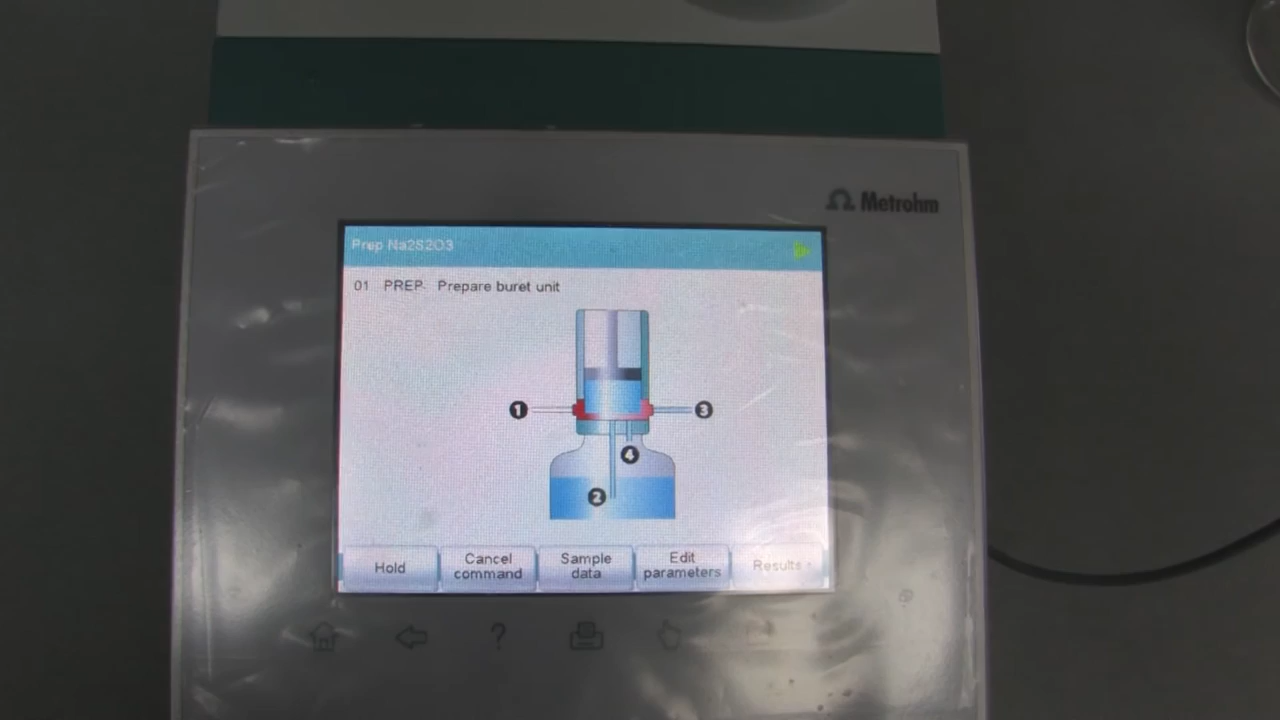 Metrohm
Prep Na2S2O3
01 PREP Prepare buret unit
1
3
4
2
Hold
Cancel command
Sample data
Edit parameters
Results
?